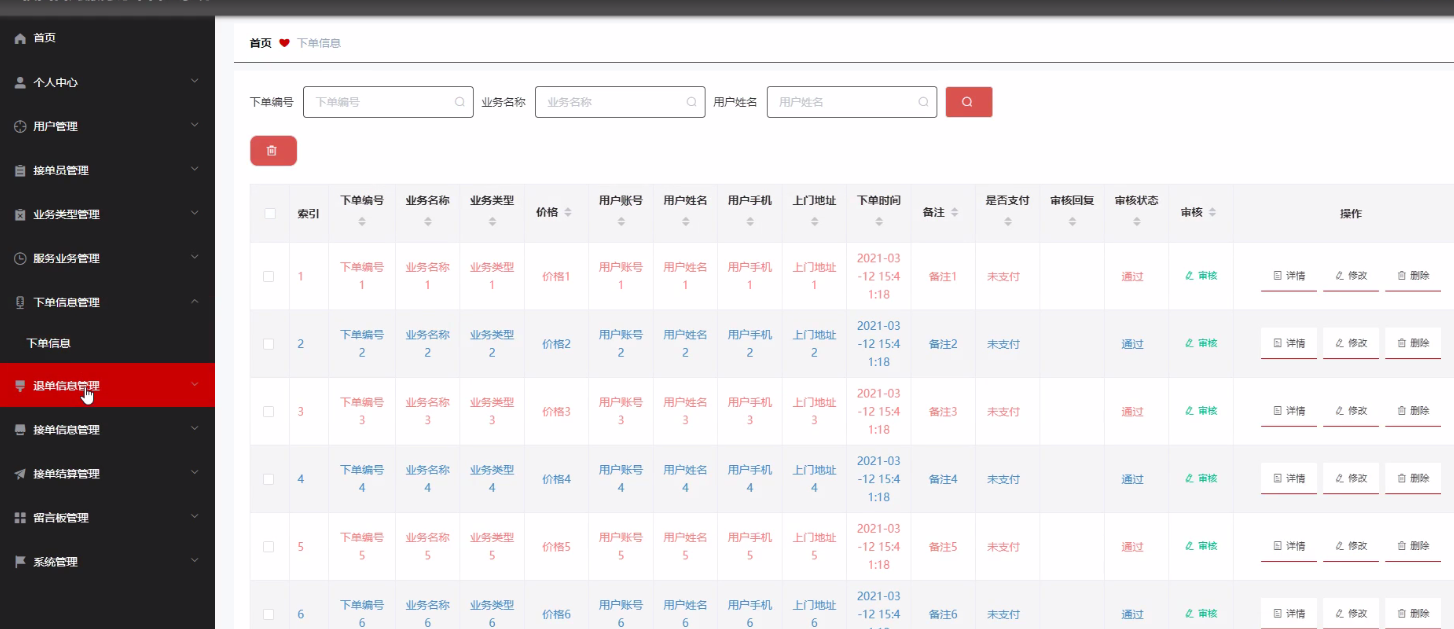 首页
个人中心
用户管理
接单员管理
业务类型管理
服务业务管理
下单信息管理
下单信息
退单信息管理
接单信息管理
接单结算管理
留言板管理
系统管理
首页 下单信息
下单编号 下单编号 业务名称 业务名称 用户姓名 用户姓名
索引 下单编号 业务名称 业务类型 价格 用户账号 用户姓名 用户手机 上门地址 下单时间 备注 是否支付 审核回复 审核状态 审核 操作
1 下单编号1 业务名称1 业务类型1 价格1 用户账号1 用户姓名1 用户手机1 上门地址1 2021-03-12 15:41:18 备注1 未支付 通过 审核 详情 修改 删除
2 下单编号2 业务名称2 业务类型2 价格2 用户账号2 用户姓名2 用户手机2 上门地址2 2021-03-12 15:41:18 备注2 未支付 通过 审核 详情 修改 删除
3 下单编号3 业务名称3 业务类型3 价格3 用户账号3 用户姓名3 用户手机3 上门地址3 2021-03-12 15:41:18 备注3 未支付 通过 审核 详情 修改 删除
4 下单编号4 业务名称4 业务类型4 价格4 用户账号4 用户姓名4 用户手机4 上门地址4 2021-03-12 15:41:18 备注4 未支付 通过 审核 详情 修改 删除
5 下单编号5 业务名称5 业务类型5 价格5 用户账号5 用户姓名5 用户手机5 上门地址5 2021-03-12 15:41:18 备注5 未支付 通过 审核 详情 修改 删除
6 下单编号6 业务名称6 业务类型6 价格6 用户账号6 用户姓名6 用户手机6 上门地址6 2021-03-12 15:4 备注6 未支付 通过 审核 详情 修改 删除